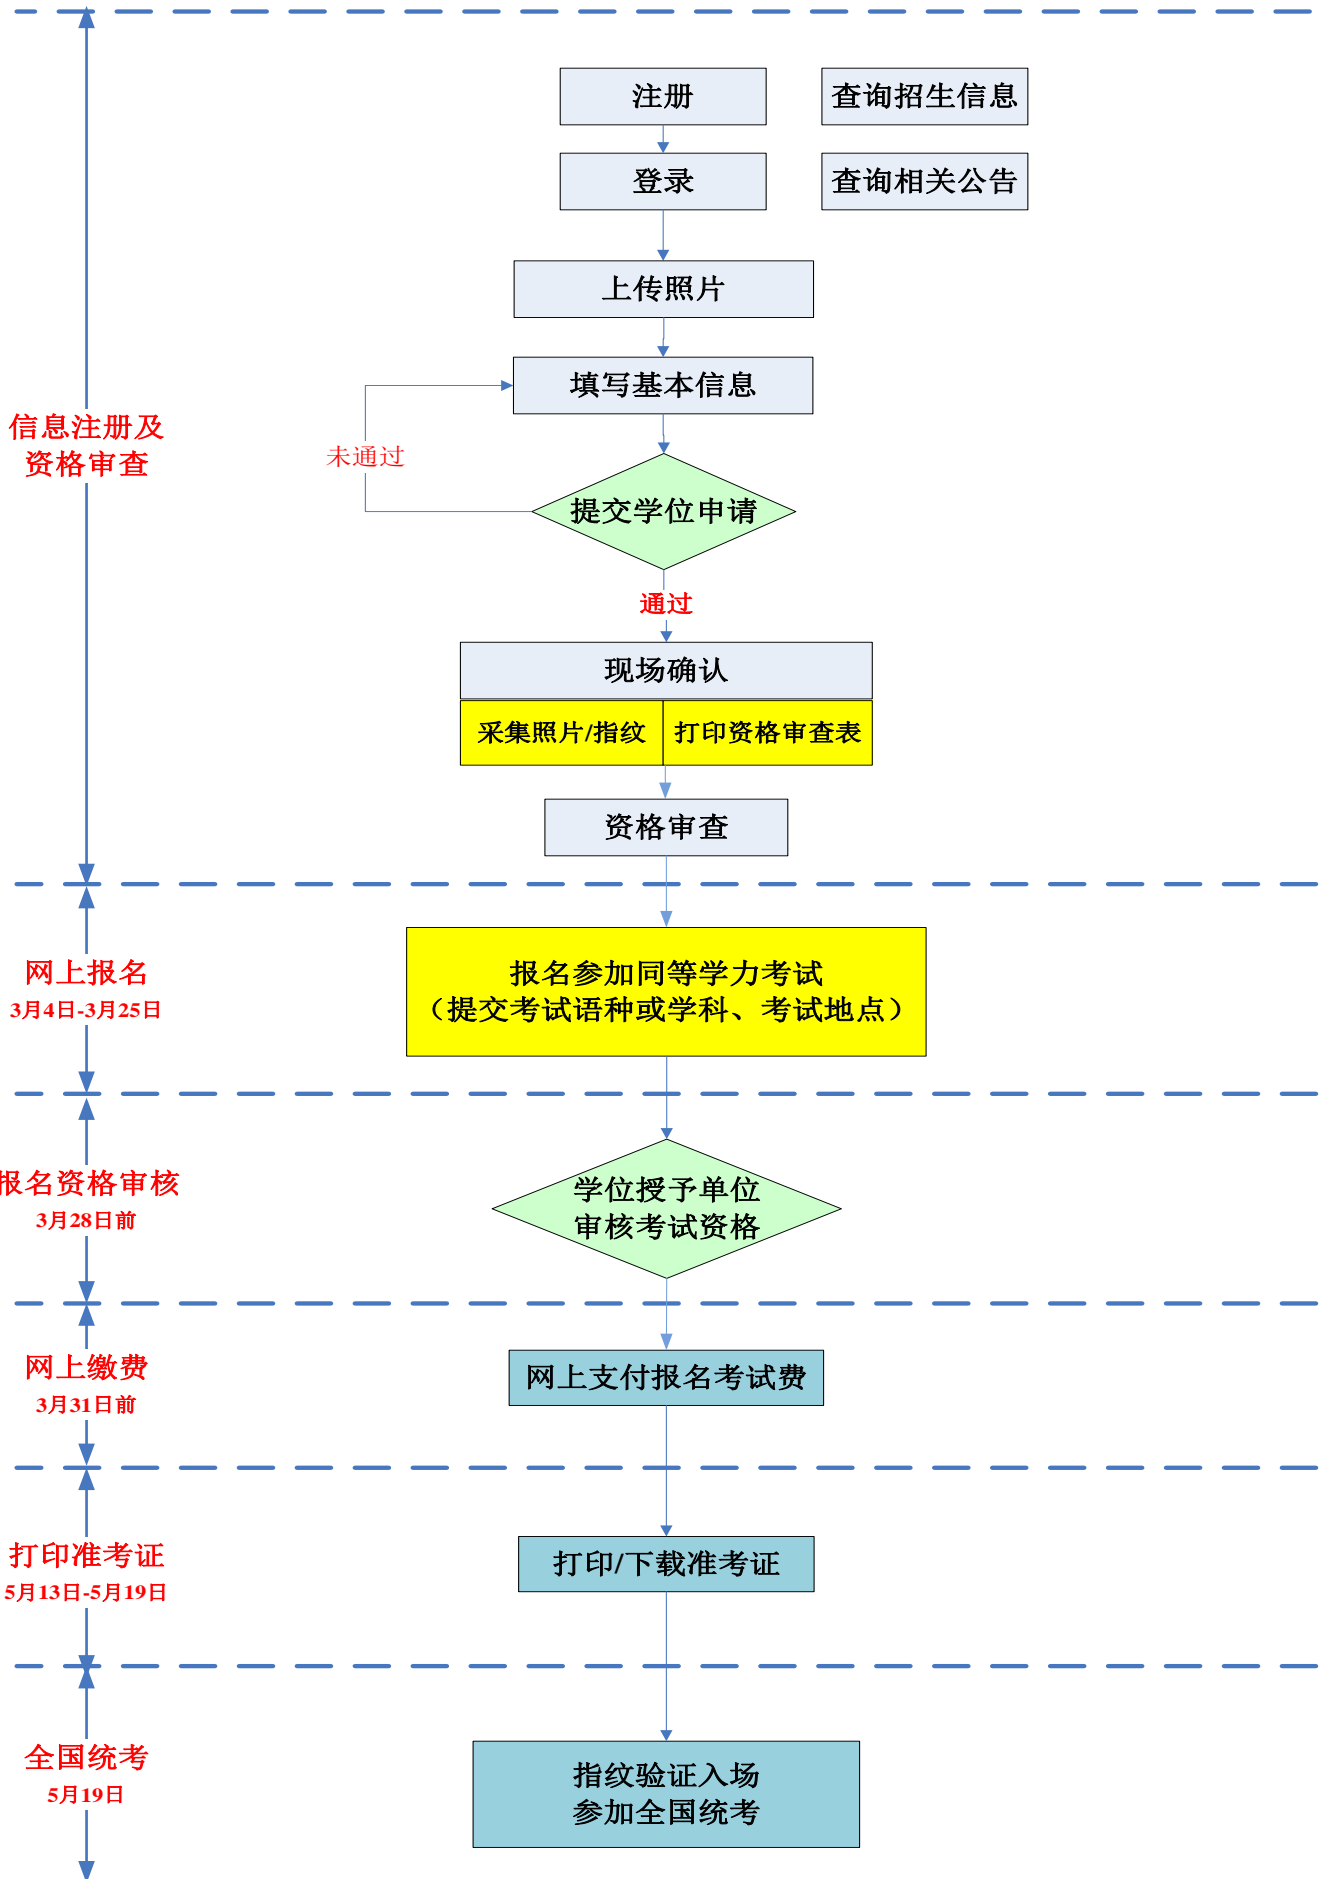 注册
查询招生信息
登录
查询相关公告
上传照片
填写基本信息
信息注册及
资格审查
未通过
提交学位申请
通过
现场确认
采集照片/指纹
打印资格审查表
资格审查
网上报名
3月4日-3月25日
报名参加同等学力考试
（提交考试语种或学科、考试地点）
报名资格审核
3月28日前
学位授予单位
审核考试资格
网上缴费
3月31日前
网上支付报名考试费
打印准考证
5月13日-5月19日
打印/下载准考证
全国统考
5月19日
指纹验证入场
参加全国统考